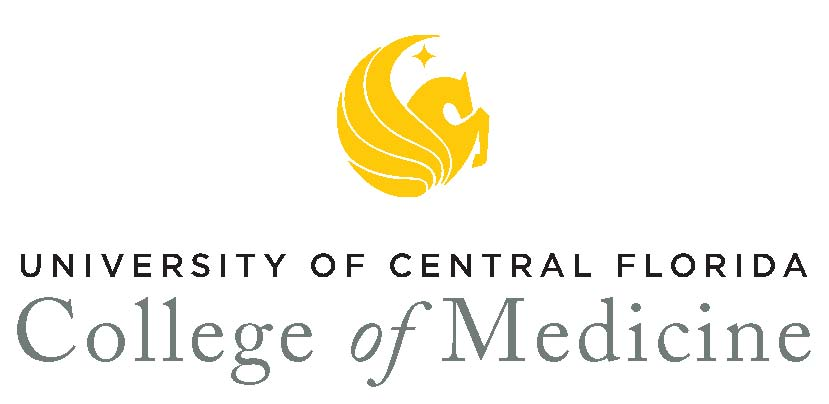 UNIVERSITY OF CENTRAL FLORIDA
College of Medicine